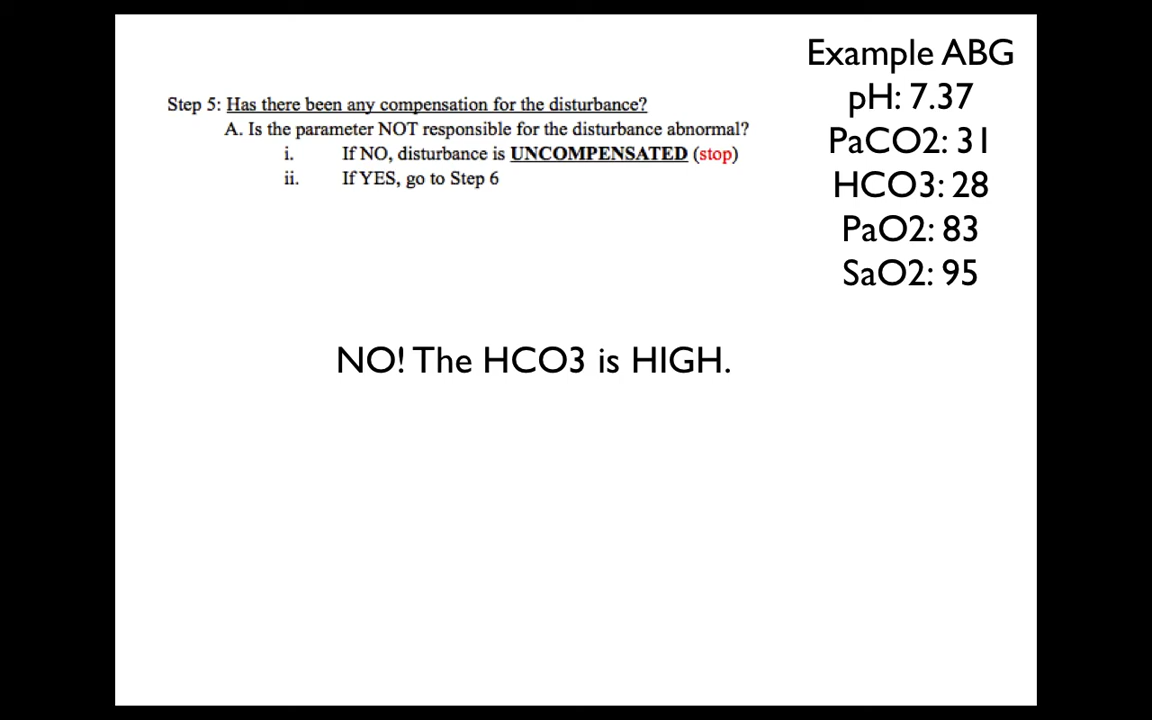 Example ABG
pH: 7.37
PaCO2: 31
HCO3: 28
PaO2: 83
SaO2: 95
Step 5: Has there been any compensation for the disturbance?
A. Is the parameter NOT responsible for the disturbance abnormal?
i. If NO, disturbance is UNCOMPENSATED (stop)
ii. If YES, go to Step 6
NO! The HCO3 is HIGH.